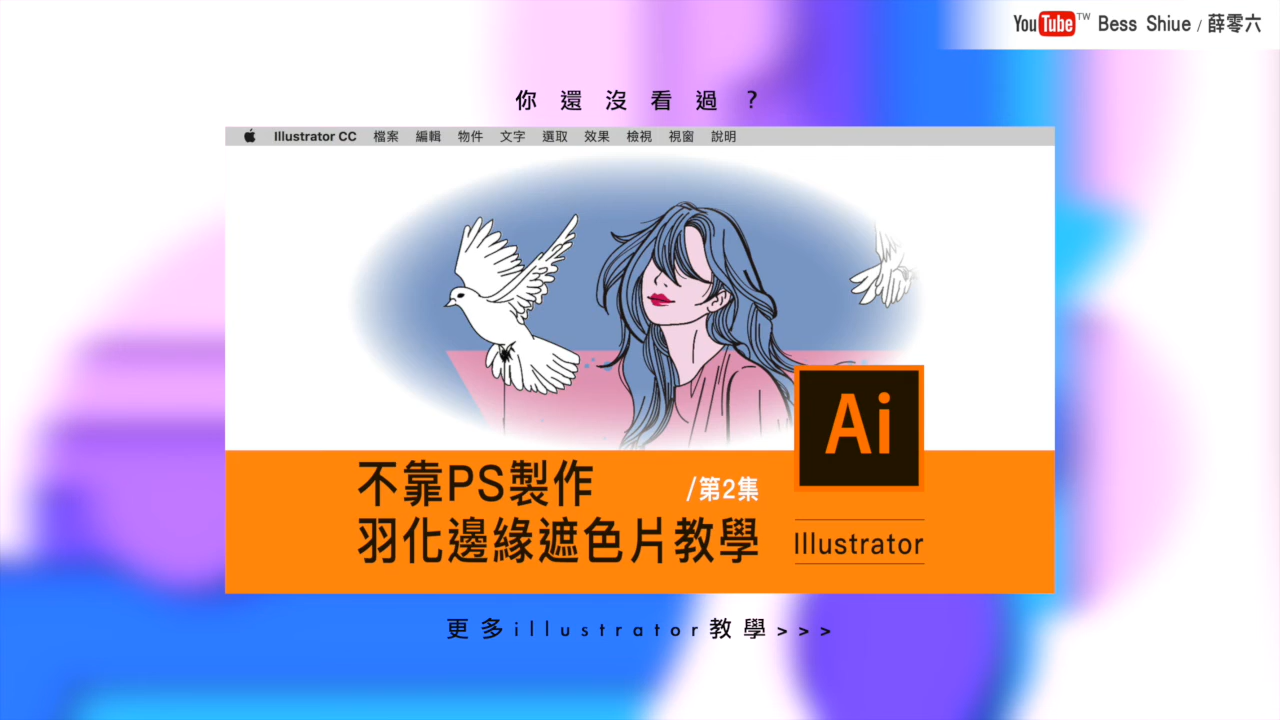 YouTube TW Bess Shiue / 薛零六
你還沒看過？
Illustrator CC 檔案 編輯 物件 文字 選取 效果 檢視 視窗 說明
Ai
不靠PS製作 /第2集
羽化邊緣遮色片教學
Illustrator
更多illustrator教學>>>